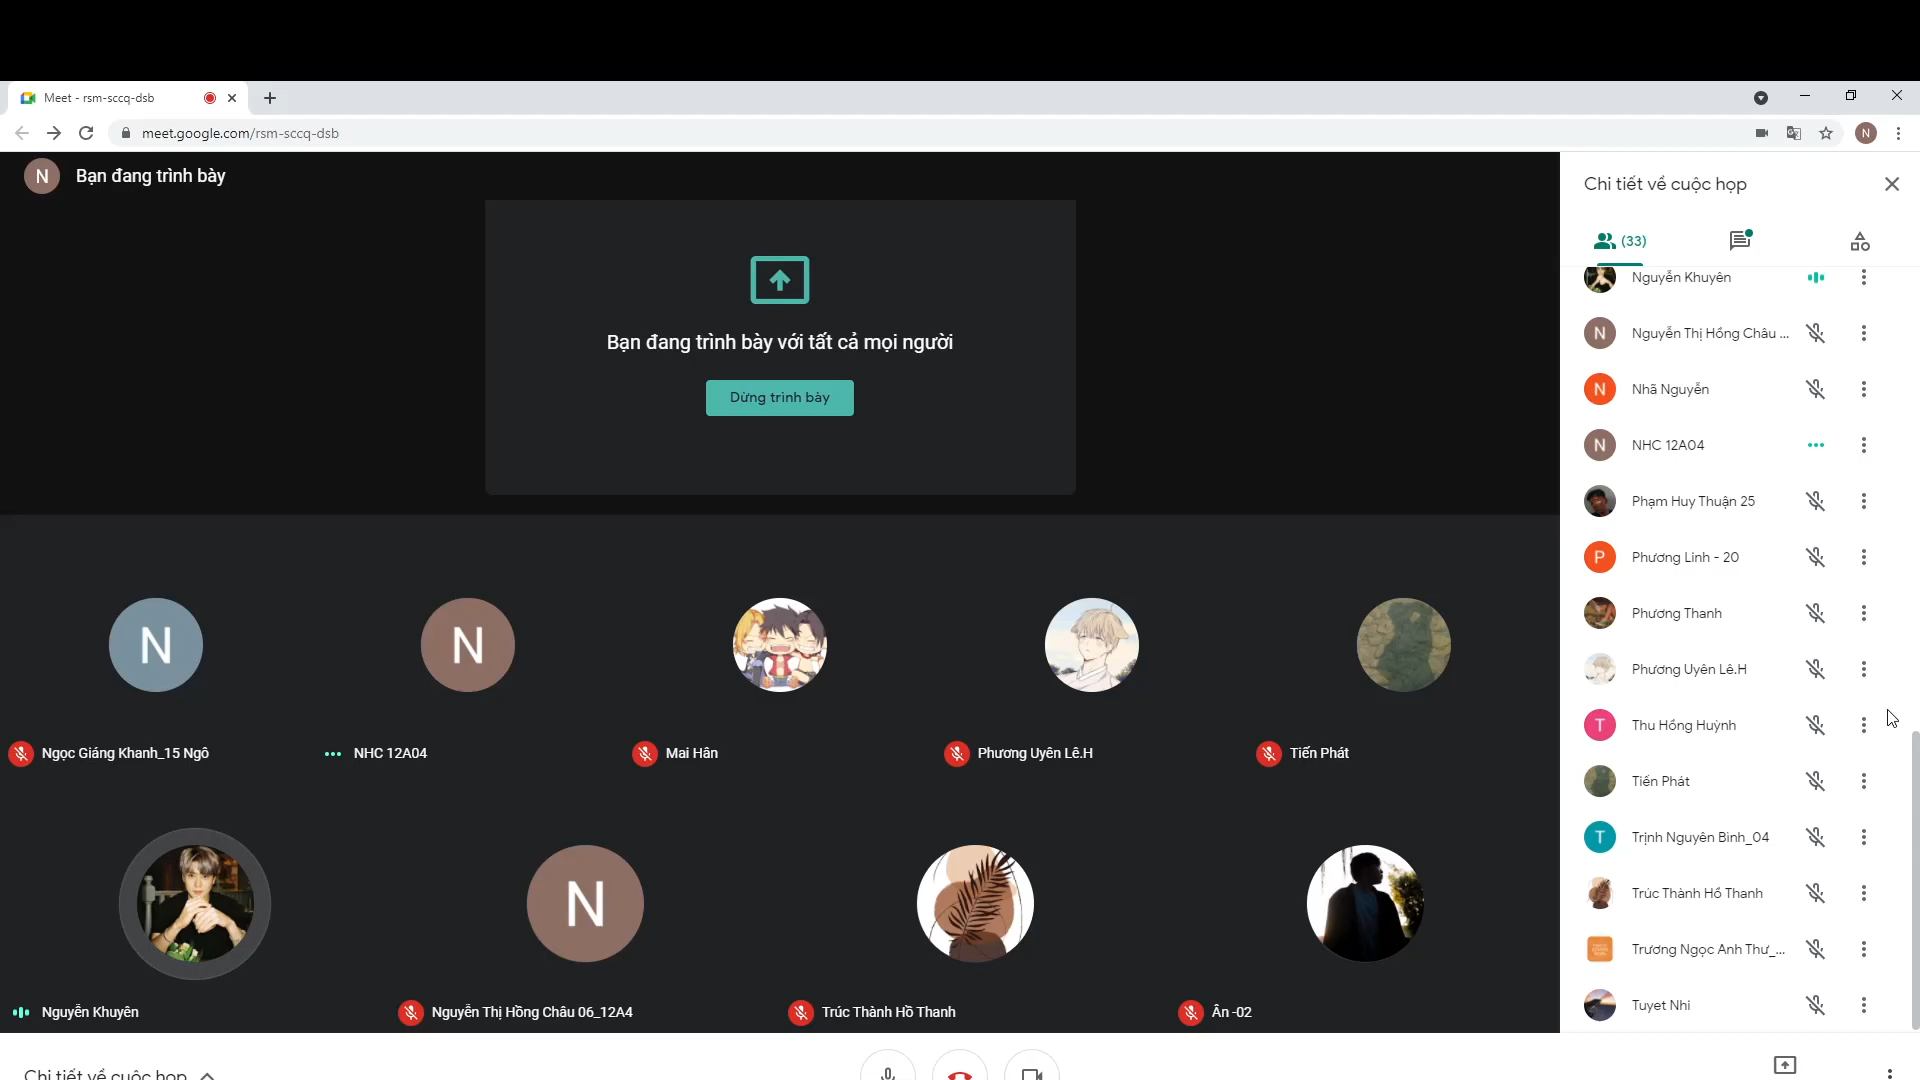 Meet - rsm-sccq-dsb
meet.google.com/rsm-sccq-dsb
N
N
Bạn đang trình bày
Bạn đang trình bày với tất cả mọi người
Dừng trình bày
N
N
Ngọc Giáng Khanh_15 Ngô
NHC 12A04
Mai Hân
Phương Uyên Lê.H
Tiến Phát
N
Nguyễn Khuyên
Nguyễn Thị Hồng Châu 06_12A4
Trúc Thành Hồ Thanh
Ân -02
Chi tiết về cuộc họp
(33)
Nguyễn Khuyên
N Nguyễn Thị Hồng Châu ...
N Nhã Nguyễn
N NHC 12A04
Phạm Huy Thuận 25
P Phương Linh - 20
Phương Thanh
Phương Uyên Lê.H
T Thu Hồng Huỳnh
Tiến Phát
T Trịnh Nguyên Bình_04
Trúc Thành Hồ Thanh
Trương Ngọc Anh Thư_...
Tuyet Nhi
Chi tiết về cuộc họp